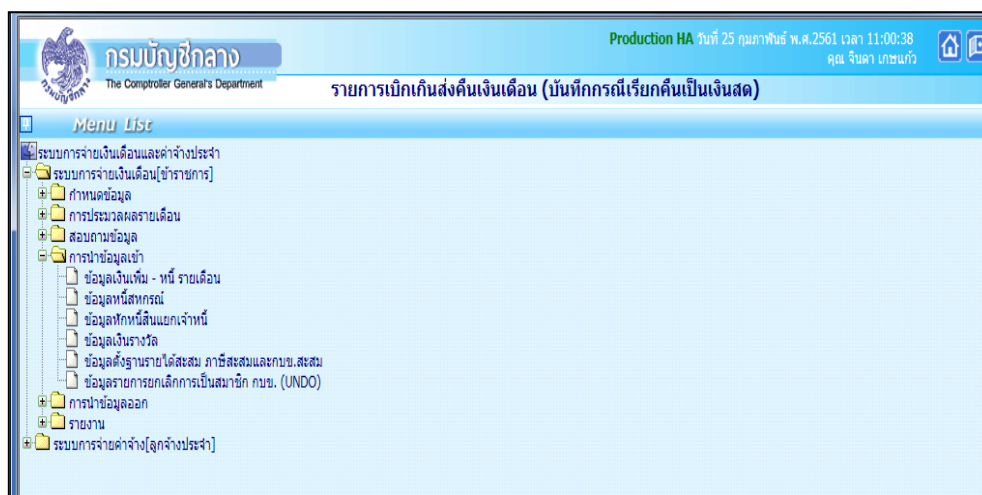 Production HA วันที่ 25 กุมภาพันธ์ พ.ศ.2561 เวลา 11:00:38
คุณ จินดา เกษแก้ว
กรมบัญชีกลาง
The Comptroller General's Department
รายการเบิกเกินส่งคืนเงินเดือน (บันทึกกรณีเรียกคืนเป็นเงินสด)
Menu List
ระบบการจ่ายเงินเดือนและค่าจ้างประจำ
ระบบการจ่ายเงินเดือน[ข้าราชการ]
กำหนดข้อมูล
การประมวลผลรายเดือน
สอบถามข้อมูล
การนำข้อมูลเข้า
ข้อมูลเงินเพิ่ม - หนี้ รายเดือน
ข้อมูลหนี้สหกรณ์
ข้อมูลหักหนี้สินแยกเจ้าหนี้
ข้อมูลเงินรางวัล
ข้อมูลตั้งฐานรายได้สะสม ภาษีสะสมและกบข.สะสม
ข้อมูลรายการยกเลิกการเป็นสมาชิก กบข. (UNDO)
การนำข้อมูลออก
รายงาน
ระบบการจ่ายค่าจ้าง[ลูกจ้างประจำ]